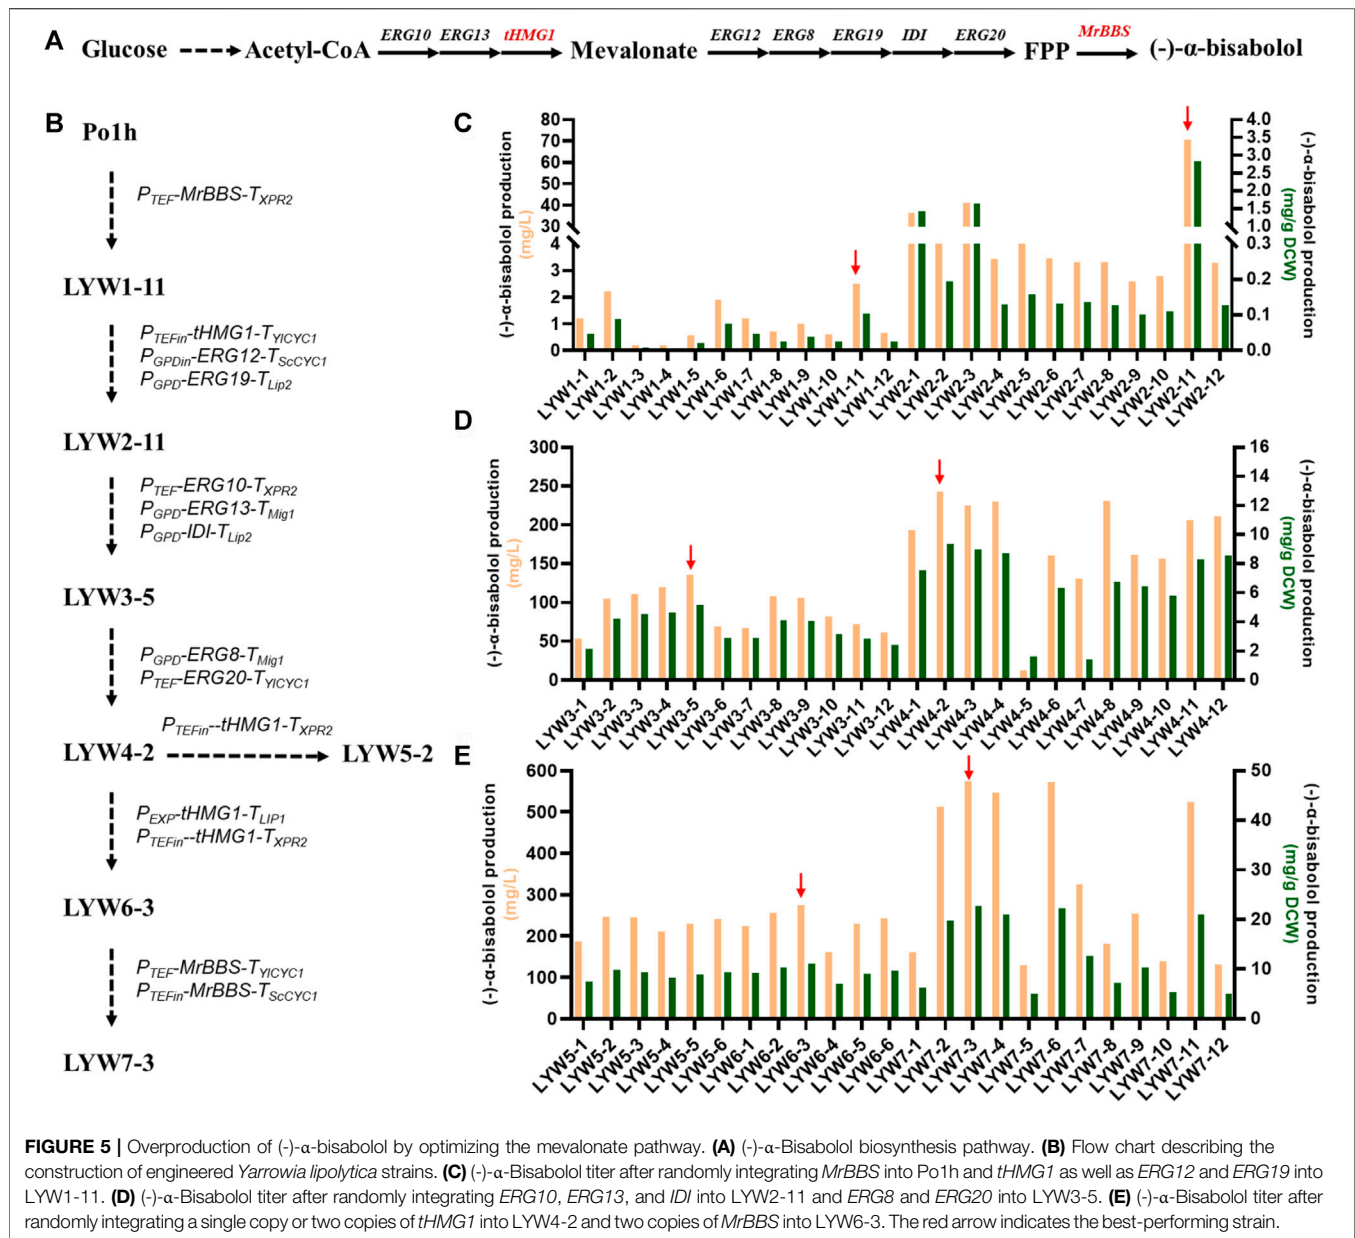 A
Glucose
Acetyl-CoA
ERG10
ERG13
tHMG1
Mevalonate
ERG12
ERG8
ERG19
IDI
ERG20
FPP
MrBBS
(-)-α-bisabolol
B
Po1h
PTEF-MrBBS-TXPR2
LYW1-11
PTEFin-tHMG1-TYICYC1
PGPDin-ERG12-TScCYC1
PGPD-ERG19-TLip2
LYW2-11
PTEF-ERG10-TXPR2
PGPD-ERG13-TMig1
PGPD-IDI-TLip2
LYW3-5
PGPD-ERG8-TMig1
PTEF-ERG20-TYICYC1
PTEFin--tHMG1-TXPR2
LYW4-2
LYW5-2
PEXP-tHMG1-TLIP1
PTEFin--tHMG1-TXPR2
LYW6-3
PTEF-MrBBS-TYICYC1
PTEFin-MrBBS-TScCYC1
LYW7-3
C
(-)-α-bisabolol production
(mg/L)
80
70
60
50
40
30
4
3
2
1
0
4.0
3.5
3.0
2.5
2.0
1.5
1.0
0.3
0.2
0.1
0.0
(-)-α-bisabolol production
(mg/g DCW)
LYW1-1
LYW1-2
LYW1-3
LYW1-4
LYW1-5
LYW1-6
LYW1-7
LYW1-8
LYW1-9
LYW1-10
LYW1-11
LYW1-12
LYW2-1
LYW2-2
LYW2-3
LYW2-4
LYW2-5
LYW2-6
LYW2-7
LYW2-8
LYW2-9
LYW2-10
LYW2-11
LYW2-12
D
(-)-α-bisabolol production
(mg/L)
300
250
200
150
100
50
0
16
14
12
10
8
6
4
2
0
(-)-α-bisabolol production
(mg/g DCW)
LYW3-1
LYW3-2
LYW3-3
LYW3-4
LYW3-5
LYW3-6
LYW3-7
LYW3-8
LYW3-9
LYW3-10
LYW3-11
LYW3-12
LYW4-1
LYW4-2
LYW4-3
LYW4-4
LYW4-5
LYW4-6
LYW4-7
LYW4-8
LYW4-9
LYW4-10
LYW4-11
LYW4-12
E
(-)-α-bisabolol production
(mg/L)
600
500
400
300
200
100
0
50
40
30
20
10
0
(-)-α-bisabolol production
(mg/g DCW)
LYW5-1
LYW5-2
LYW5-3
LYW5-4
LYW5-5
LYW5-6
LYW6-1
LYW6-2
LYW6-3
LYW6-4
LYW6-5
LYW6-6
LYW7-1
LYW7-2
LYW7-3
LYW7-4
LYW7-5
LYW7-6
LYW7-7
LYW7-8
LYW7-9
LYW7-10
LYW7-11
LYW7-12
FIGURE 5 | Overproduction of (-)-α-bisabolol by optimizing the mevalonate pathway. (A) (-)-α-Bisabolol biosynthesis pathway. (B) Flow chart describing the
construction of engineered Yarrowia lipolytica strains. (C) (-)-α-Bisabolol titer after randomly integrating MrBBS into Po1h and tHMG1 as well as ERG12 and ERG19 into
LYW1-11. (D) (-)-α-Bisabolol titer after randomly integrating ERG10, ERG13, and IDI into LYW2-11 and ERG8 and ERG20 into LYW3-5. (E) (-)-α-Bisabolol titer after
randomly integrating a single copy or two copies of tHMG1 into LYW4-2 and two copies of MrBBS into LYW6-3. The red arrow indicates the best-performing strain.